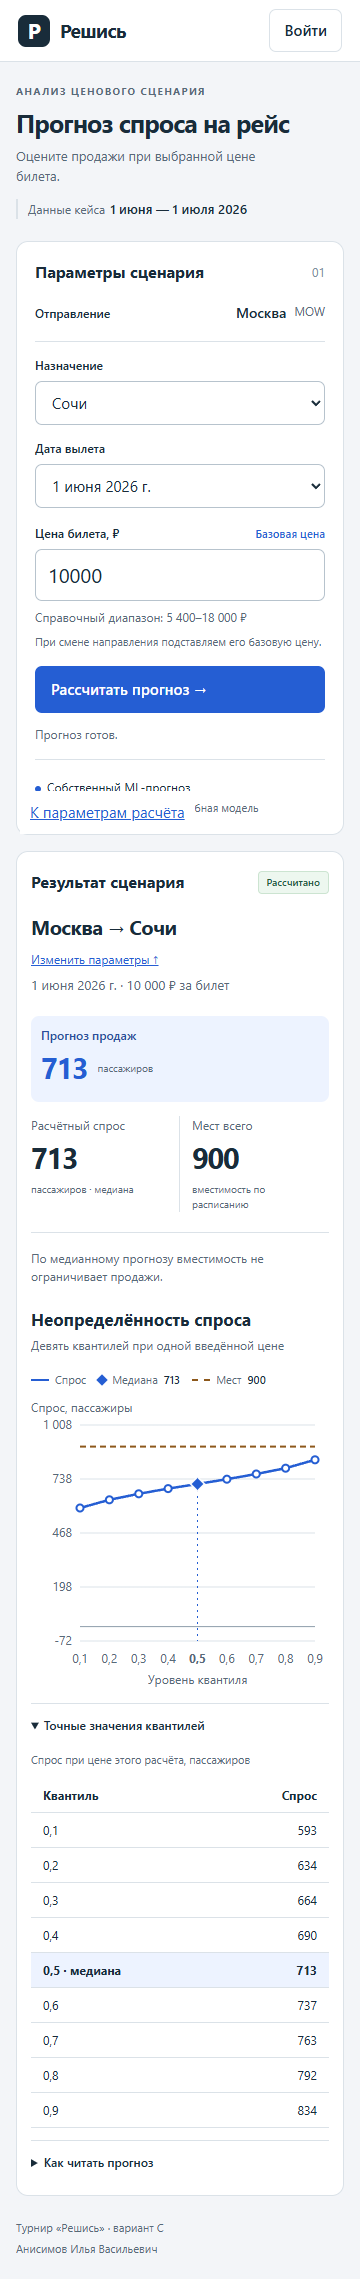 Р Решись
Войти
АНАЛИЗ ЦЕНОВОГО СЦЕНАРИЯ
Прогноз спроса на рейс
Оцените продажи при выбранной цене
билета.
Данные кейса 1 июня — 1 июля 2026
Параметры сценария 01
Отправление Москва MOW
Назначение
Сочи
Дата вылета
1 июня 2026 г.
Цена билета, ₽ Базовая цена
10000
Справочный диапазон: 5 400–18 000 ₽
При смене направления подставляем его базовую цену.
Рассчитать прогноз →
Прогноз готов.
Собственный ML-прогноз
К параметрам расчёта
бная модель
Результат сценария Рассчитано
Москва → Сочи
Изменить параметры ↑
1 июня 2026 г. · 10 000 ₽ за билет
Прогноз продаж
713 пассажиров
Расчётный спрос
713
пассажиров · медиана
Мест всего
900
вместимость по
расписанию
По медианному прогнозу вместимость не
ограничивает продажи.
Неопределённость спроса
Девять квантилей при одной введённой цене
Спрос Медиана 713 Мест 900
Спрос, пассажиры
1 008
738
468
198
-72
0,1 0,2 0,3 0,4 0,5 0,6 0,7 0,8 0,9
Уровень квантиля
▼ Точные значения квантилей
Спрос при цене этого расчёта, пассажиров
Квантиль Спрос
0,1 593
0,2 634
0,3 664
0,4 690
0,5 · медиана 713
0,6 737
0,7 763
0,8 792
0,9 834
▶ Как читать прогноз
Турнир «Решись» · вариант С
Анисимов Илья Васильевич